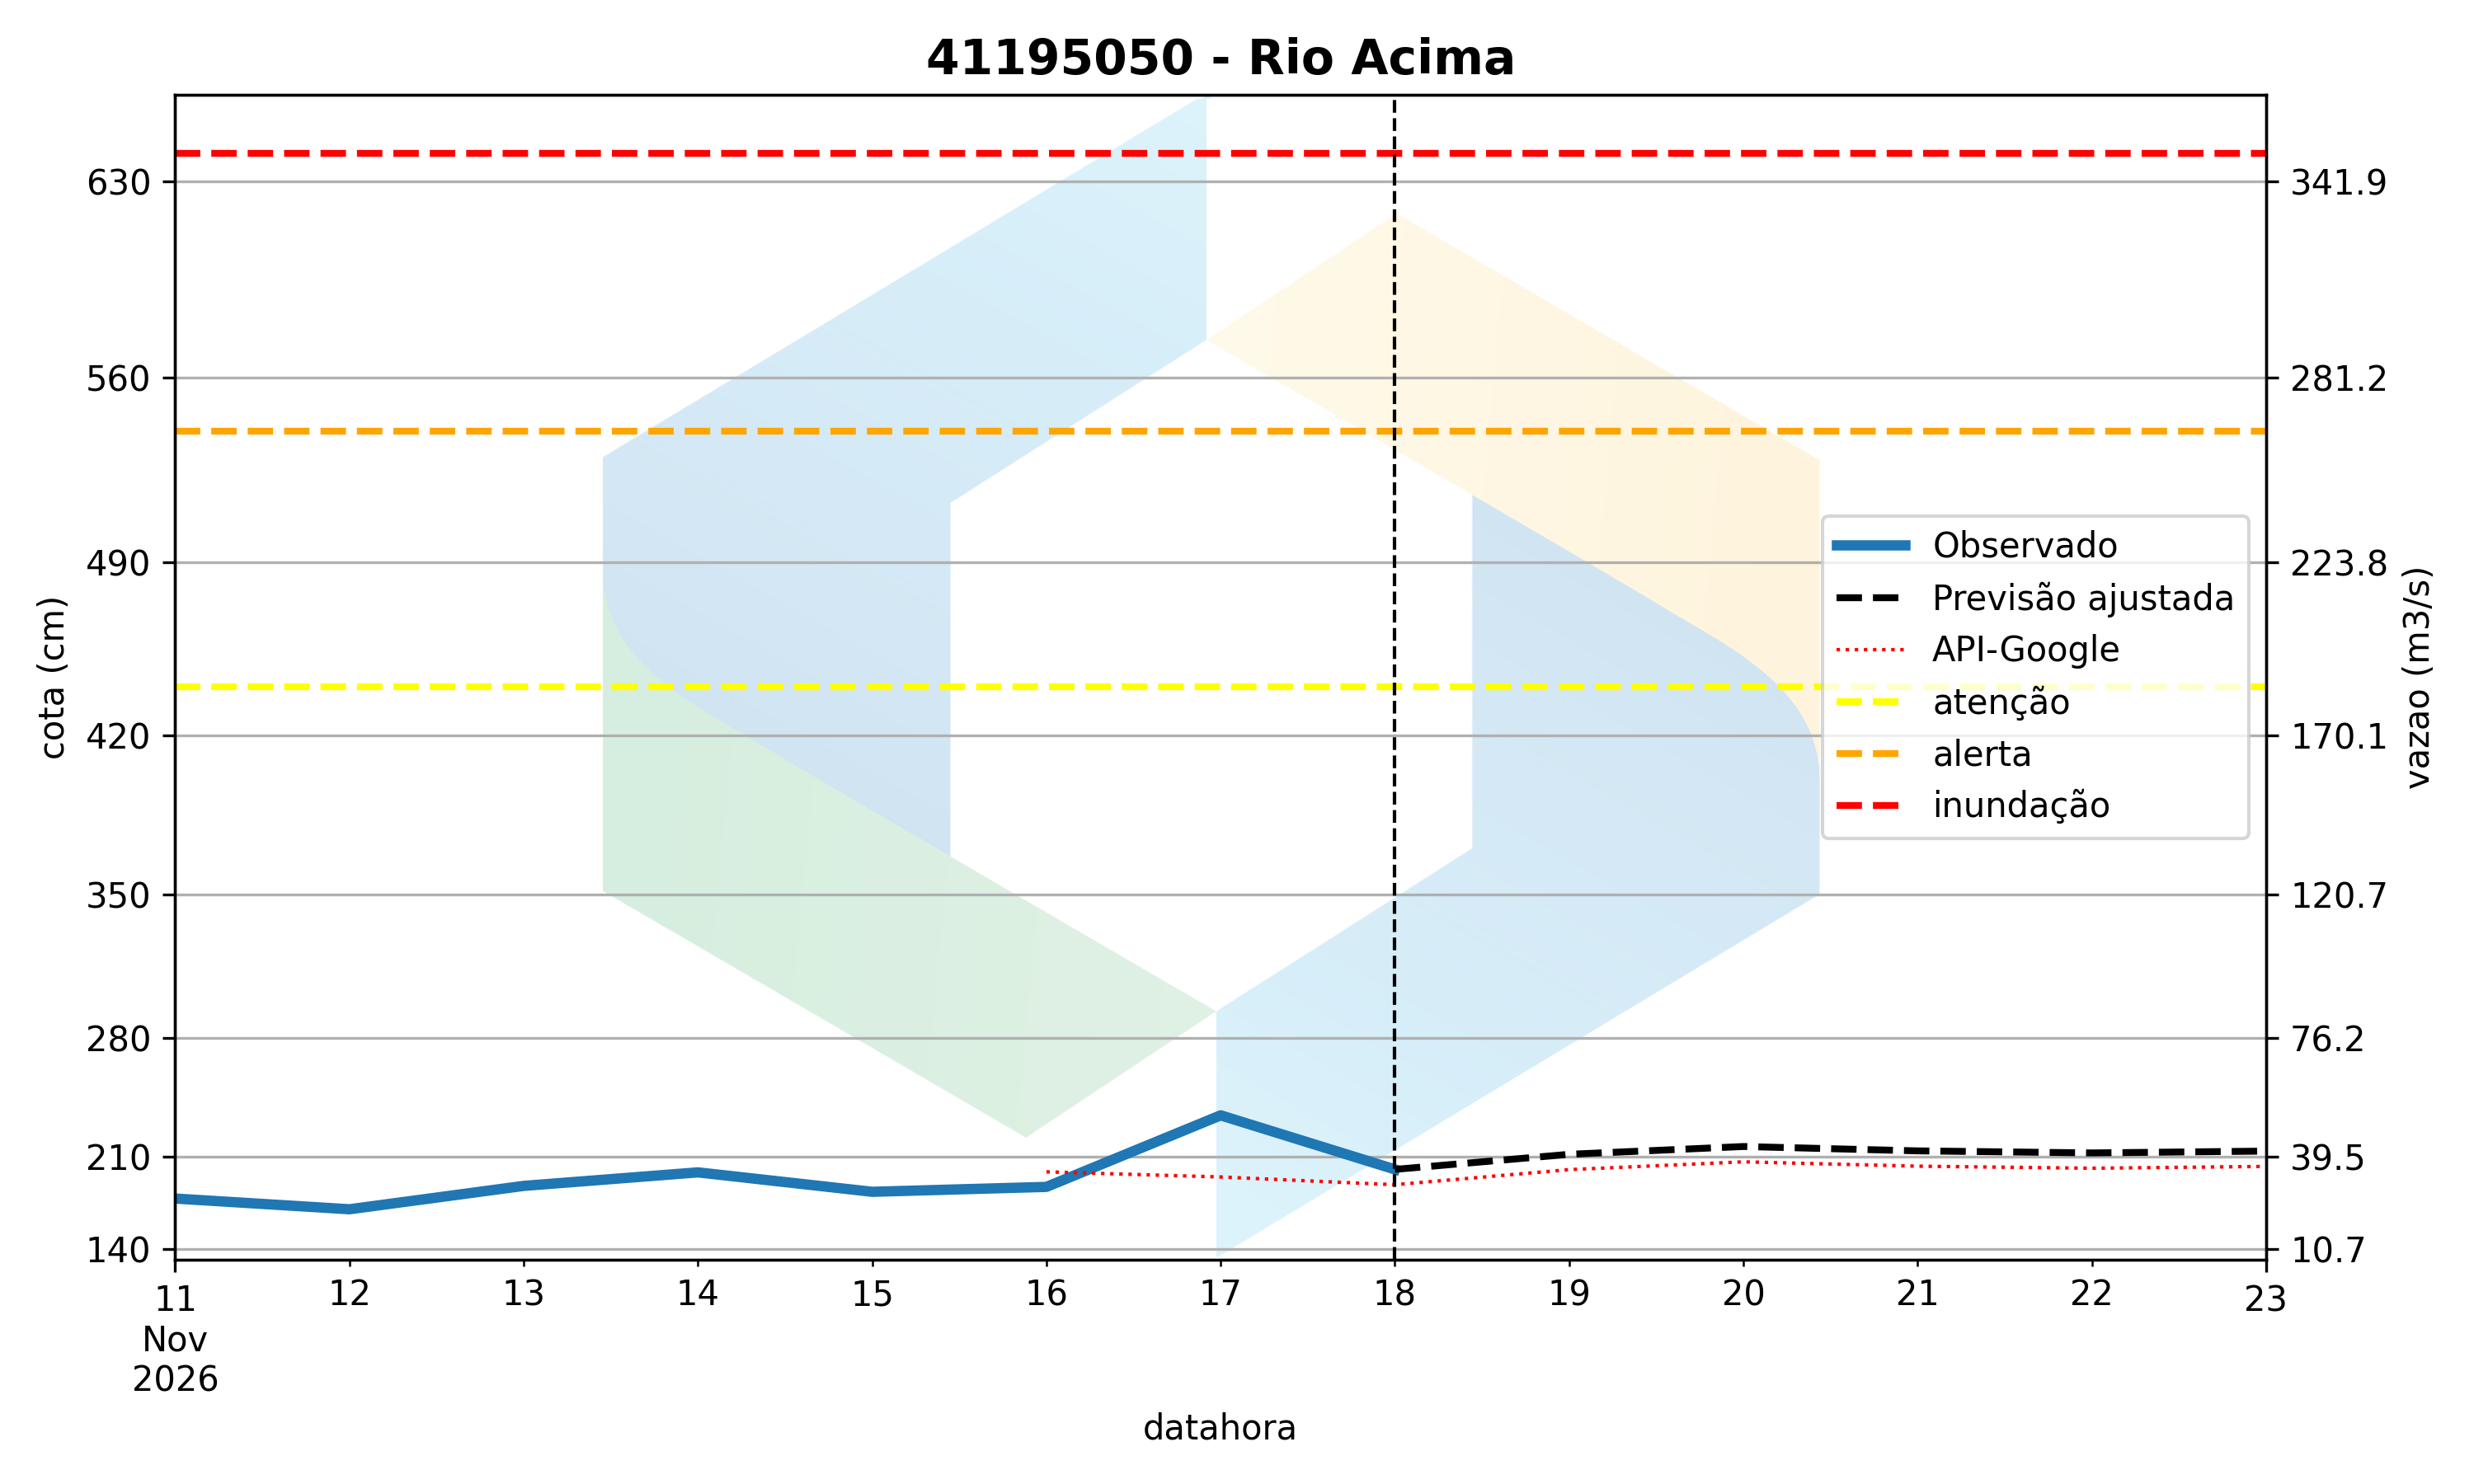 41195050 - Rio Acima
630
560
490
420
350
280
210
140
cota (cm)
341.9
281.2
223.8
170.1
120.7
76.2
39.5
10.7
vazao (m3/s)
Observado
Previsão ajustada
API-Google
atenção
alerta
inundação
11 12 13 14 15 16 17 18 19 20 21 22 23
Nov
2026
datahora